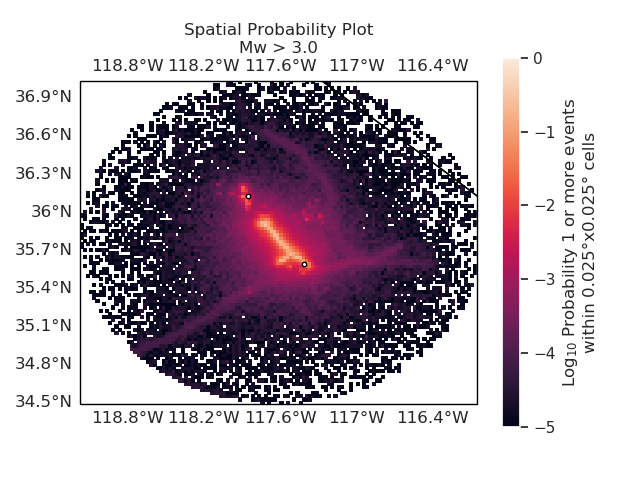 Spatial Probability Plot
Mw > 3.0
118.8°W 118.2°W 117.6°W 117°W 116.4°W
36.9°N
36.6°N
36.3°N
36°N
35.7°N
35.4°N
35.1°N
34.8°N
34.5°N
118.8°W 118.2°W 117.6°W 117°W 116.4°W
0
−1
−2
−3
−4
−5
Log₁₀ Probability 1 or more events
within 0.025°x0.025° cells